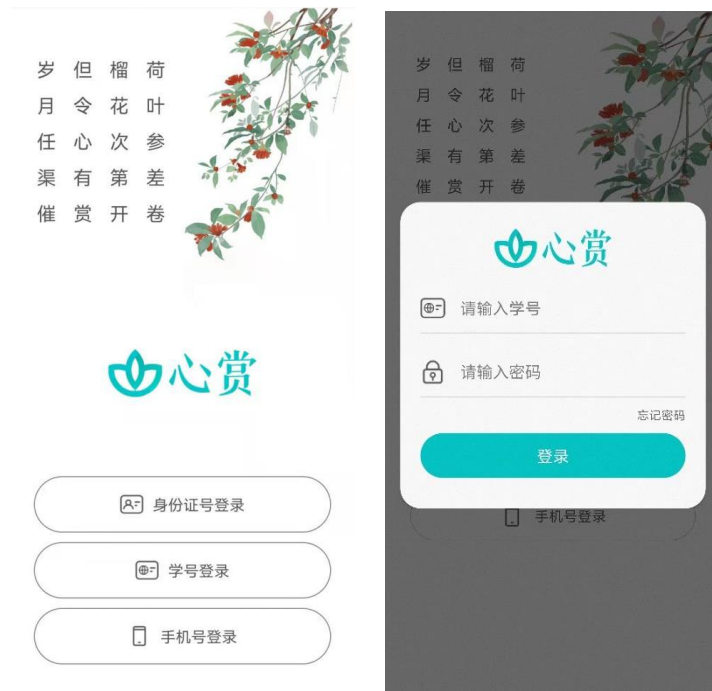 荷叶参差卷
榴花次第开
但令心有赏
岁月任渠催
心赏
身份证号登录
学号登录
手机号登录
荷叶参差卷
榴花次第开
但令心有赏
岁月任渠催
心赏
请输入学号
请输入密码
忘记密码
登录
手机号登录